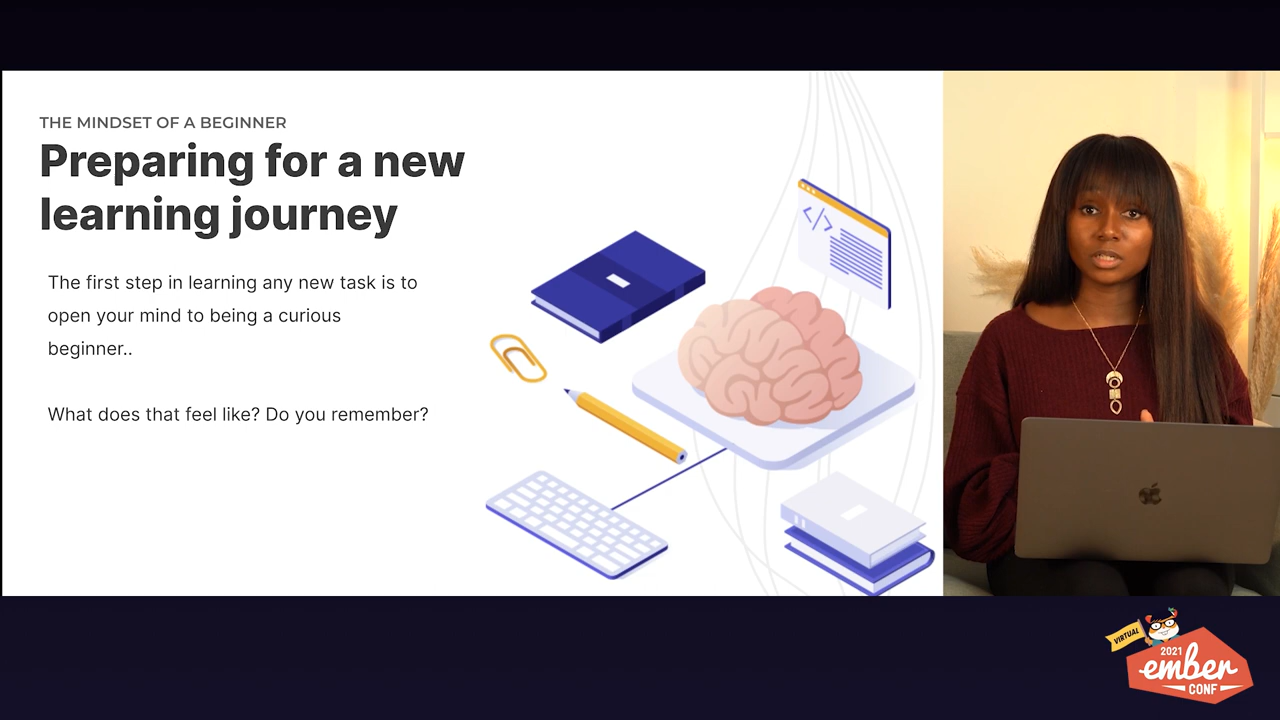 THE MINDSET OF A BEGINNER
Preparing for a new
learning journey
The first step in learning any new task is to
open your mind to being a curious
beginner..
What does that feel like? Do you remember?
</>
VIRTUAL
2021
ember
CONF